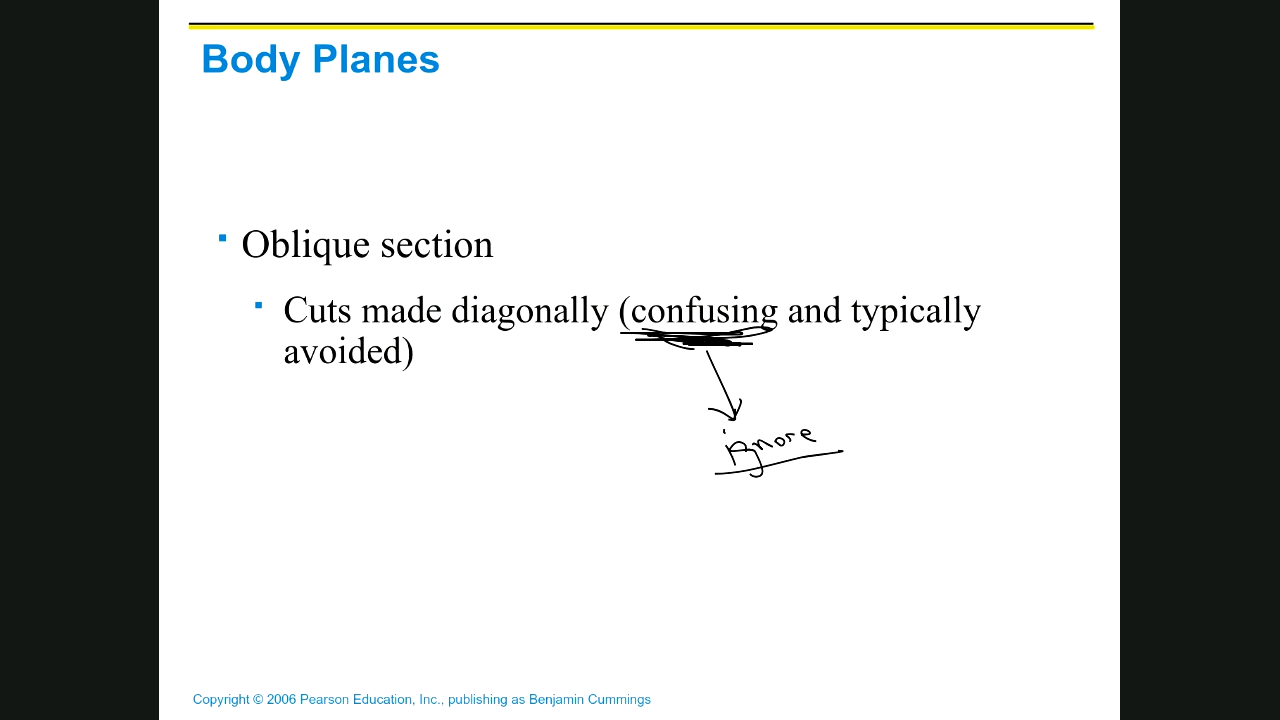 Body Planes
Oblique section
Cuts made diagonally (confusing and typically
avoided)
ignore
Copyright © 2006 Pearson Education, Inc., publishing as Benjamin Cummings